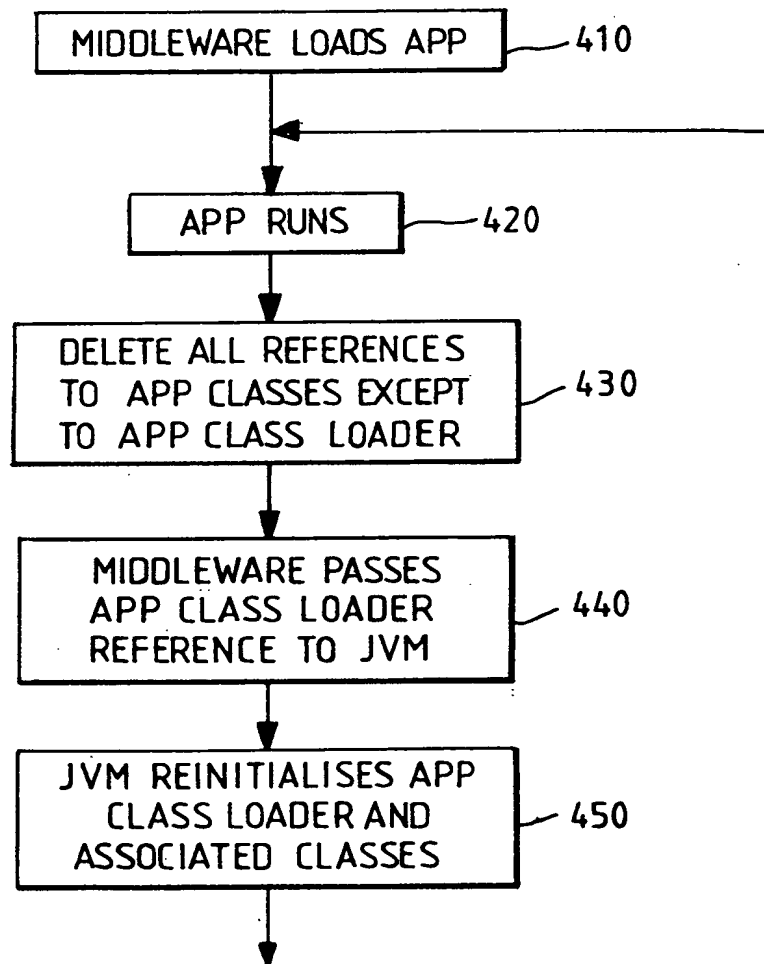 MIDDLEWARE LOADS APP
410
APP RUNS
420
DELETE ALL REFERENCES
TO APP CLASSES EXCEPT
TO APP CLASS LOADER
430
MIDDLEWARE PASSES
APP CLASS LOADER
REFERENCE TO JVM
440
JVM REINITIALISES APP
CLASS LOADER AND
ASSOCIATED CLASSES
450